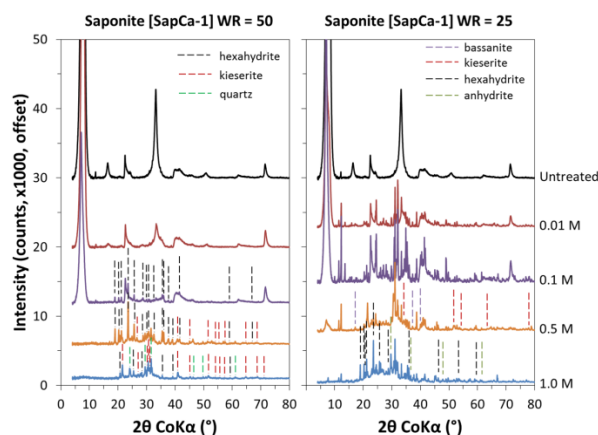 Saponite [SapCa-1] WR = 50
Saponite [SapCa-1] WR = 25
Intensity (counts, x1000, offset)
50
40
30
20
10
0
hexahydrite
kieserite
quartz
bassanite
kieserite
hexahydrite
anhydrite
Untreated
0.01 M
0.1 M
0.5 M
1.0 M
0 10 20 30 40 50 60 70 80
0 10 20 30 40 50 60 70 80
2θ CoKα (°)
2θ CoKα (°)